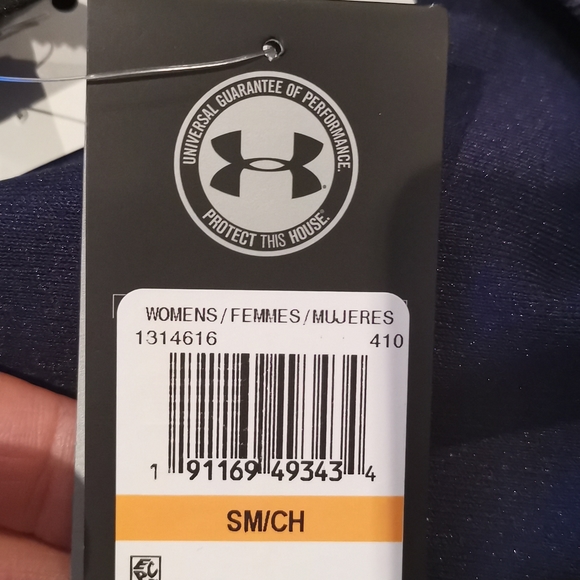 UNIVERSAL GUARANTEE OF PERFORMANCE.
PROTECT THIS HOUSE.
WOMENS/FEMMES/MUJERES
1314616 410
1 91169 49343 4
SM/CH